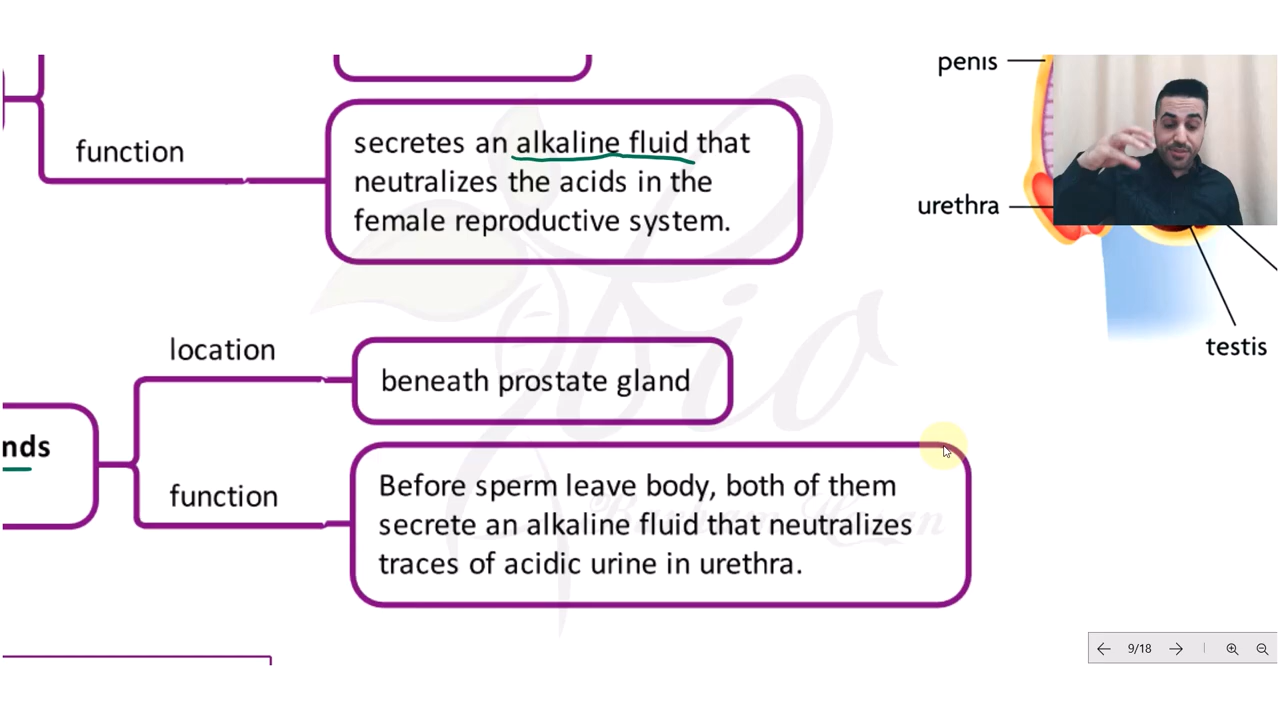 penis
function
secretes an alkaline fluid that
neutralizes the acids in the
female reproductive system.
urethra
testis
location
beneath prostate gland
nds
function
Before sperm leave body, both of them
secrete an alkaline fluid that neutralizes
traces of acidic urine in urethra.
Bio
9/18